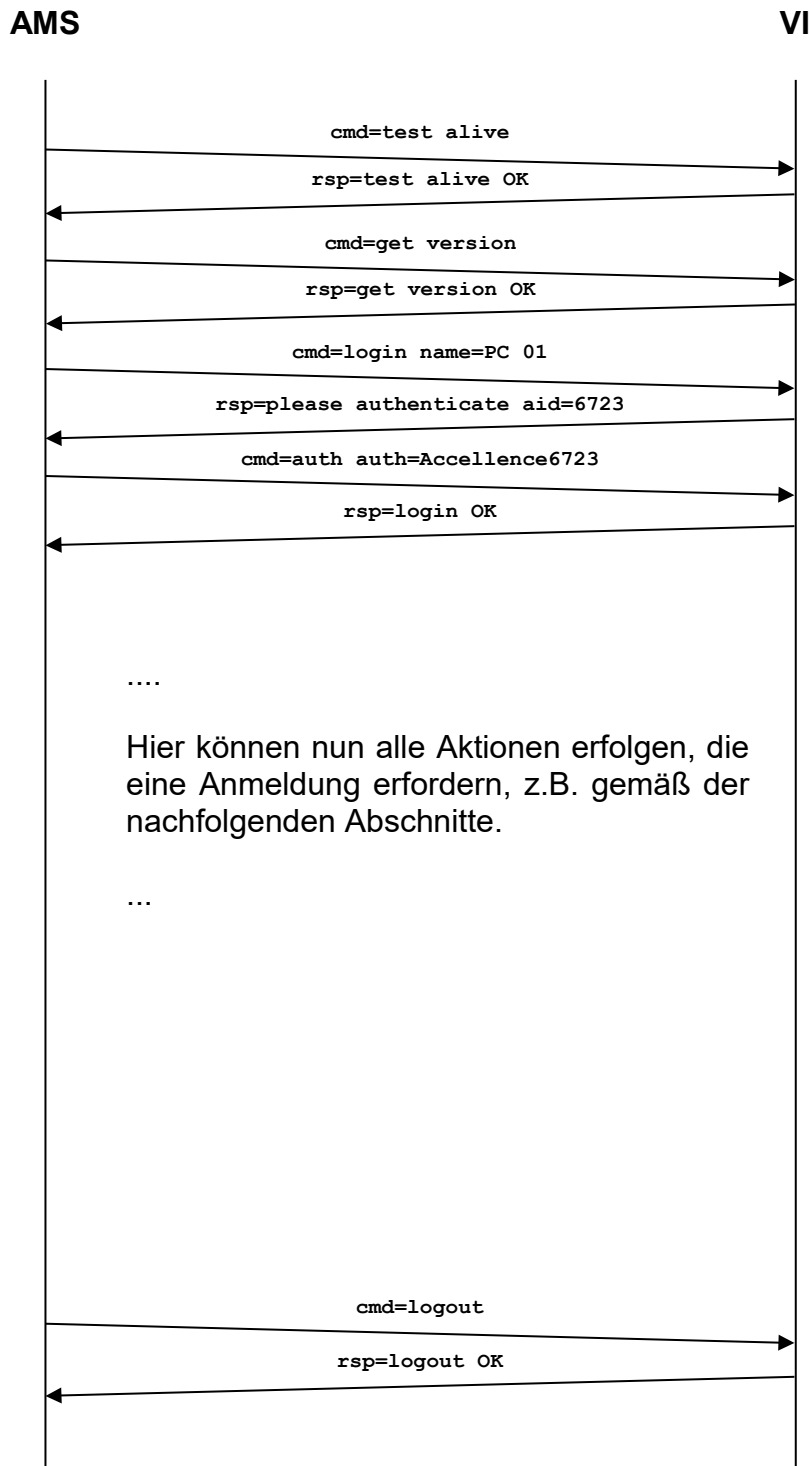 AMS VI
cmd=test alive
rsp=test alive OK
cmd=get version
rsp=get version OK
cmd=login name=PC 01
rsp=please authenticate aid=6723
cmd=auth auth=Accellence6723
rsp=login OK
....
Hier können nun alle Aktionen erfolgen, die
eine Anmeldung erfordern, z.B. gemäß der
nachfolgenden Abschnitte.
...
cmd=logout
rsp=logout OK